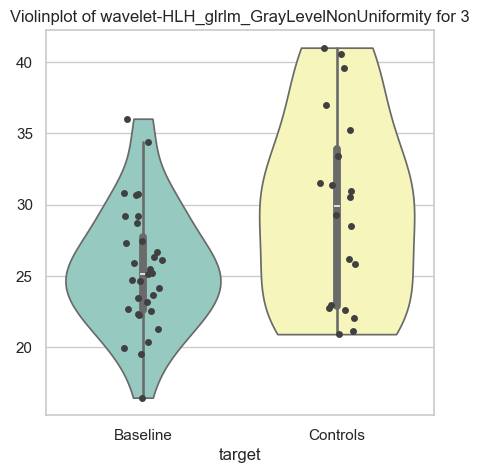 Violinplot of wavelet-HLH_glrlm_GrayLevelNonUniformity for 3
40
35
30
25
20
Baseline Controls
target